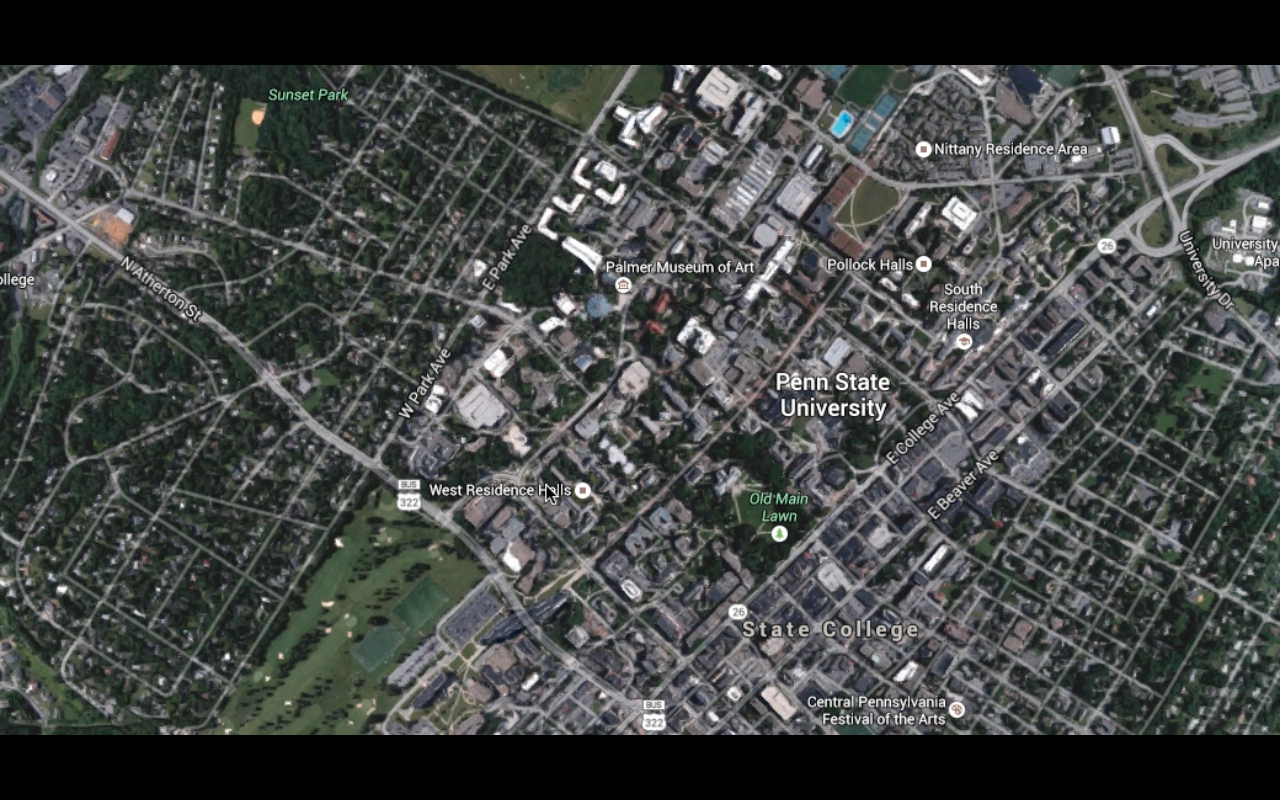 Sunset Park
Nittany Residence Area
26
University
Apa
ollege
N Atherton St
E Park Ave
Palmer Museum of Art
Pollock Halls
University Dr
South
Residence
Halls
W Park Ave
Penn State
University
E College Ave
E Beaver Ave
BUS
322
West Residence Halls
Old Main
Lawn
26
State College
BUS
322
Central Pennsylvania
Festival of the Arts